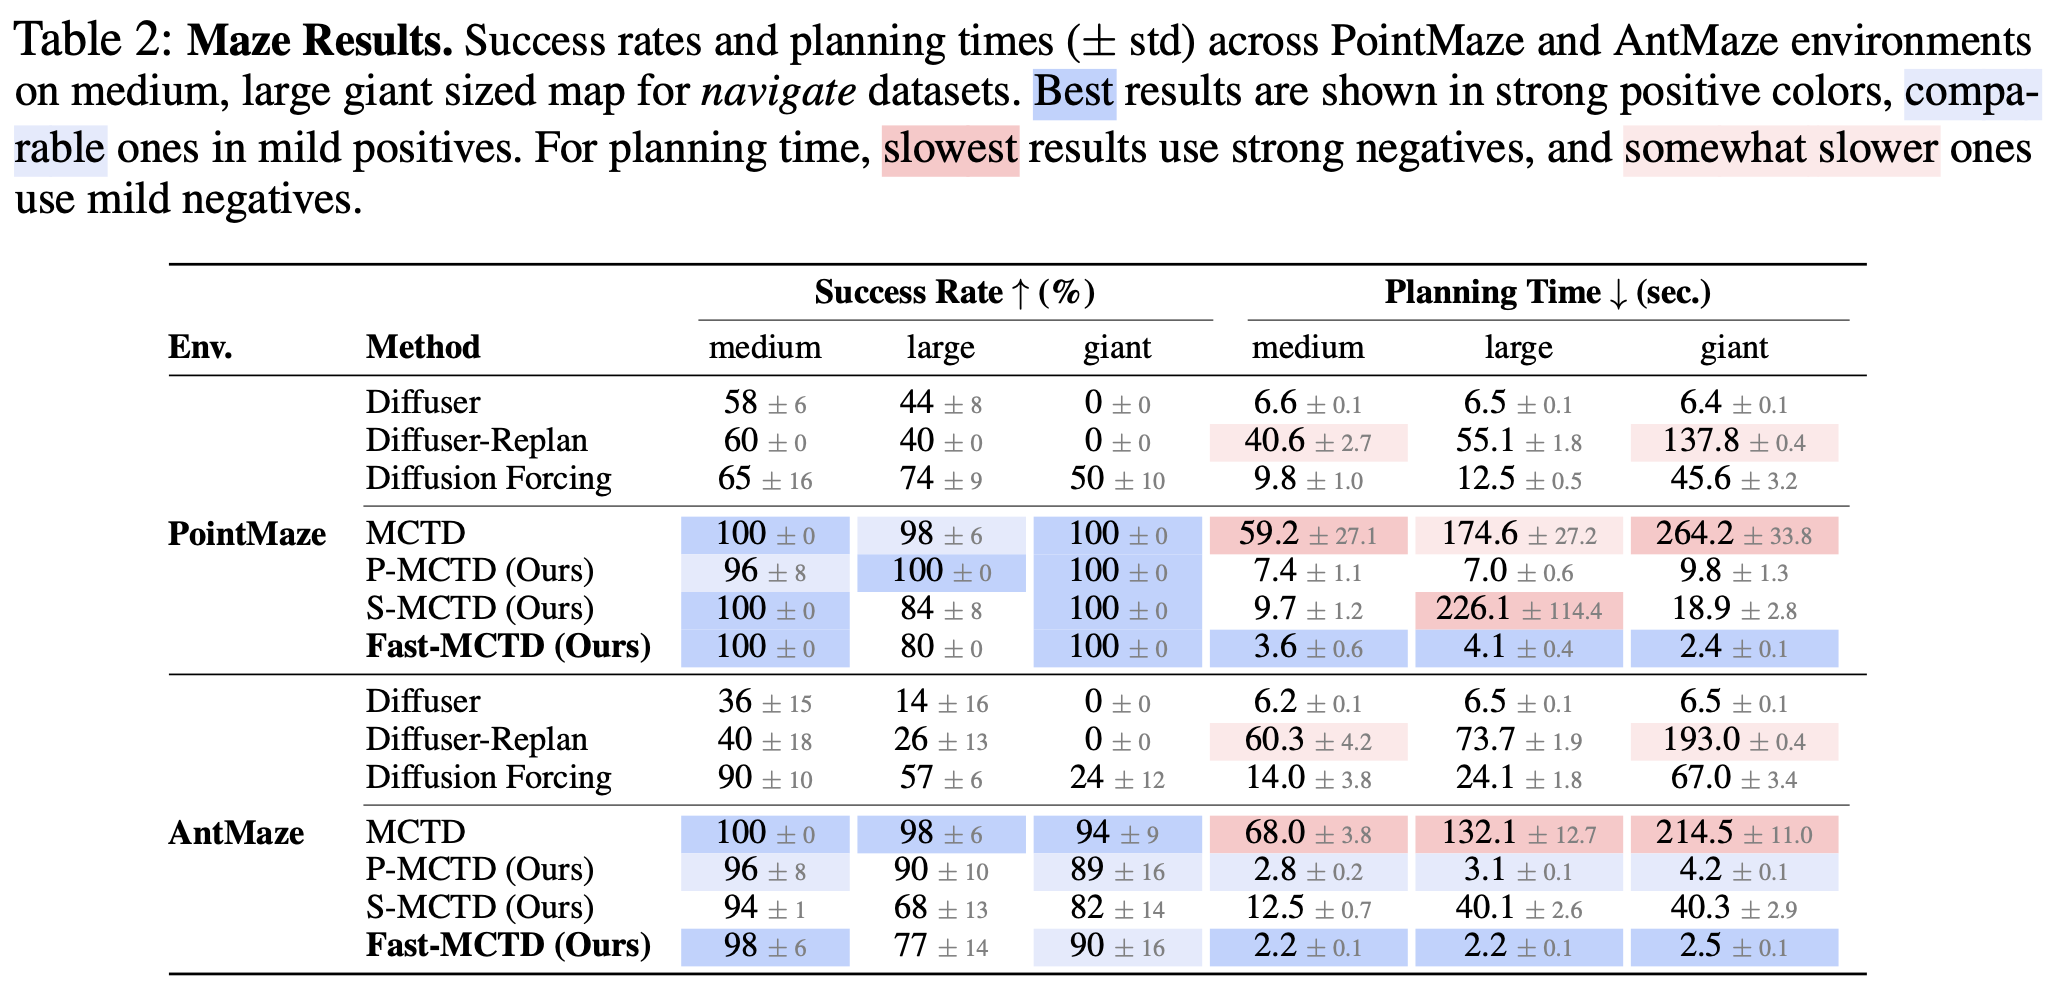 Table 2: Maze Results. Success rates and planning times (± std) across PointMaze and AntMaze environments
on medium, large giant sized map for navigate datasets. Best results are shown in strong positive colors, compa-
rable ones in mild positives. For planning time, slowest results use strong negatives, and somewhat slower ones
use mild negatives.
Success Rate ↑ (%) Planning Time ↓ (sec.)
Env. Method medium large giant medium large giant
Diffuser 58 ± 6 44 ± 8 0 ± 0 6.6 ± 0.1 6.5 ± 0.1 6.4 ± 0.1
Diffuser-Replan 60 ± 0 40 ± 0 0 ± 0 40.6 ± 2.7 55.1 ± 1.8 137.8 ± 0.4
Diffusion Forcing 65 ± 16 74 ± 9 50 ± 10 9.8 ± 1.0 12.5 ± 0.5 45.6 ± 3.2
PointMaze MCTD 100 ± 0 98 ± 6 100 ± 0 59.2 ± 27.1 174.6 ± 27.2 264.2 ± 33.8
P-MCTD (Ours) 96 ± 8 100 ± 0 100 ± 0 7.4 ± 1.1 7.0 ± 0.6 9.8 ± 1.3
S-MCTD (Ours) 100 ± 0 84 ± 8 100 ± 0 9.7 ± 1.2 226.1 ± 114.4 18.9 ± 2.8
Fast-MCTD (Ours) 100 ± 0 80 ± 0 100 ± 0 3.6 ± 0.6 4.1 ± 0.4 2.4 ± 0.1
Diffuser 36 ± 15 14 ± 16 0 ± 0 6.2 ± 0.1 6.5 ± 0.1 6.5 ± 0.1
Diffuser-Replan 40 ± 18 26 ± 13 0 ± 0 60.3 ± 4.2 73.7 ± 1.9 193.0 ± 0.4
Diffusion Forcing 90 ± 10 57 ± 6 24 ± 12 14.0 ± 3.8 24.1 ± 1.8 67.0 ± 3.4
AntMaze MCTD 100 ± 0 98 ± 6 94 ± 9 68.0 ± 3.8 132.1 ± 12.7 214.5 ± 11.0
P-MCTD (Ours) 96 ± 8 90 ± 10 89 ± 16 2.8 ± 0.2 3.1 ± 0.1 4.2 ± 0.1
S-MCTD (Ours) 94 ± 1 68 ± 13 82 ± 14 12.5 ± 0.7 40.1 ± 2.6 40.3 ± 2.9
Fast-MCTD (Ours) 98 ± 6 77 ± 14 90 ± 16 2.2 ± 0.1 2.2 ± 0.1 2.5 ± 0.1